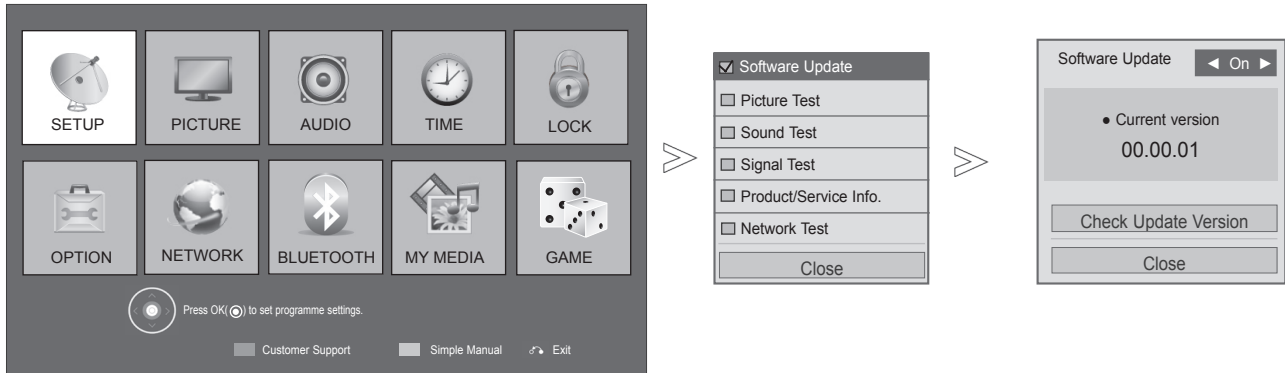 SETUP PICTURE AUDIO TIME LOCK
OPTION NETWORK BLUETOOTH MY MEDIA GAME
Press OK(◉) to set programme settings.
Customer Support Simple Manual Exit
Software Update
Picture Test
Sound Test
Signal Test
Product/Service Info.
Network Test
Close
Software Update ◄ On ►
● Current version
00.00.01
Check Update Version
Close